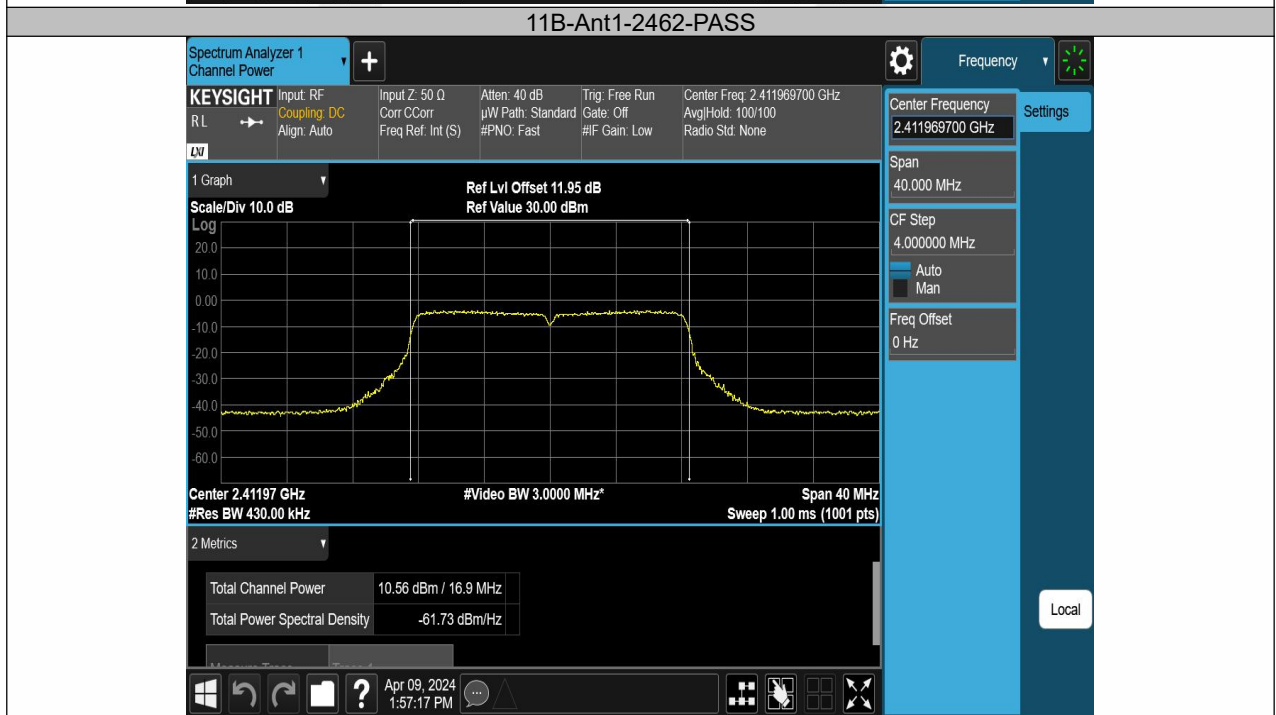 11B-Ant1-2462-PASS
Spectrum Analyzer 1
Channel Power
+
Frequency
KEYSIGHT
R L
LXI
Input: RF
Coupling: DC
Align: Auto
Input Z: 50 Ω
Corr CCorr
Freq Ref: Int (S)
Atten: 40 dB
µW Path: Standard
#PNO: Fast
Trig: Free Run
Gate: Off
#IF Gain: Low
Center Freq: 2.411969700 GHz
Avg|Hold: 100/100
Radio Std: None
Center Frequency
2.411969700 GHz
Settings
Span
40.000 MHz
CF Step
4.000000 MHz
Auto
Man
Freq Offset
0 Hz
Local
1 Graph
Scale/Div 10.0 dB
Ref Lvl Offset 11.95 dB
Ref Value 30.00 dBm
Log
20.0
10.0
0.00
-10.0
-20.0
-30.0
-40.0
-50.0
-60.0
Center 2.41197 GHz
#Video BW 3.0000 MHz*
Span 40 MHz
#Res BW 430.00 kHz
Sweep 1.00 ms (1001 pts)
2 Metrics
Total Channel Power 10.56 dBm / 16.9 MHz
Total Power Spectral Density -61.73 dBm/Hz
?
Apr 09, 2024
1:57:17 PM